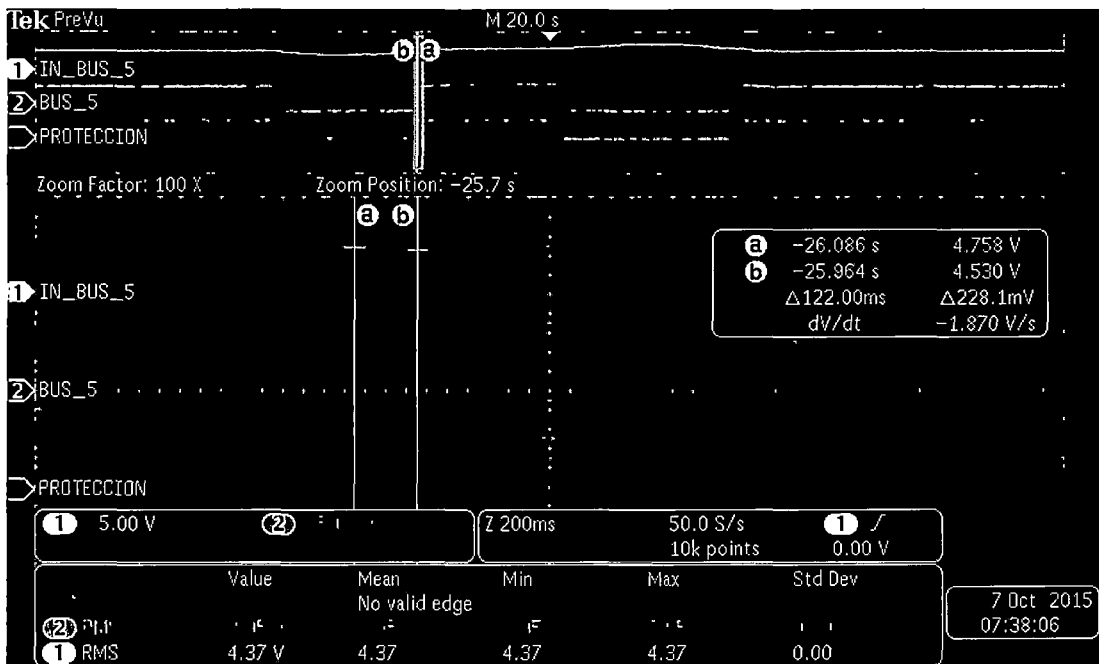 Tek PreVu M 20.0 s
b a
1 IN_BUS_5
2 BUS_5
PROTECCION
Zoom Factor: 100 X Zoom Position: -25.7 s
a b
a -26.086 s 4.758 V
b -25.964 s 4.530 V
Δ122.00ms Δ228.1mV
dV/dt -1.870 V/s
1 IN_BUS_5
2 BUS_5
PROTECCION
1 5.00 V 2 Z 200ms 50.0 S/s 1
10k points 0.00 V
Value Mean Min Max Std Dev
No valid edge
2
1 RMS 4.37 V 4.37 4.37 4.37 0.00
7 Oct 2015
07:38:06